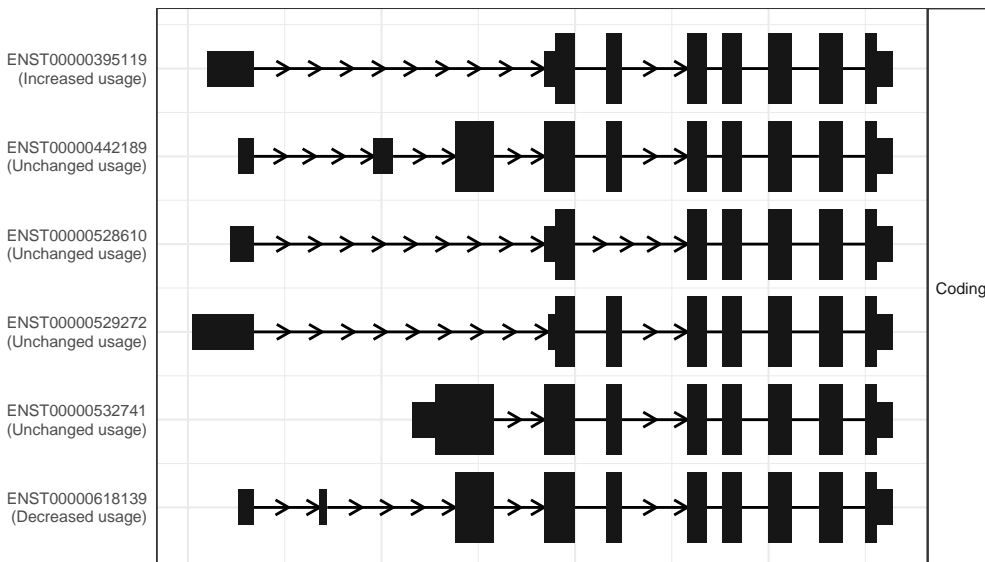 ENST00000395119
(Increased usage)
ENST00000442189
(Unchanged usage)
ENST00000528610
(Unchanged usage)
ENST00000529272
(Unchanged usage)
ENST00000532741
(Unchanged usage)
ENST00000618139
(Decreased usage)
Coding